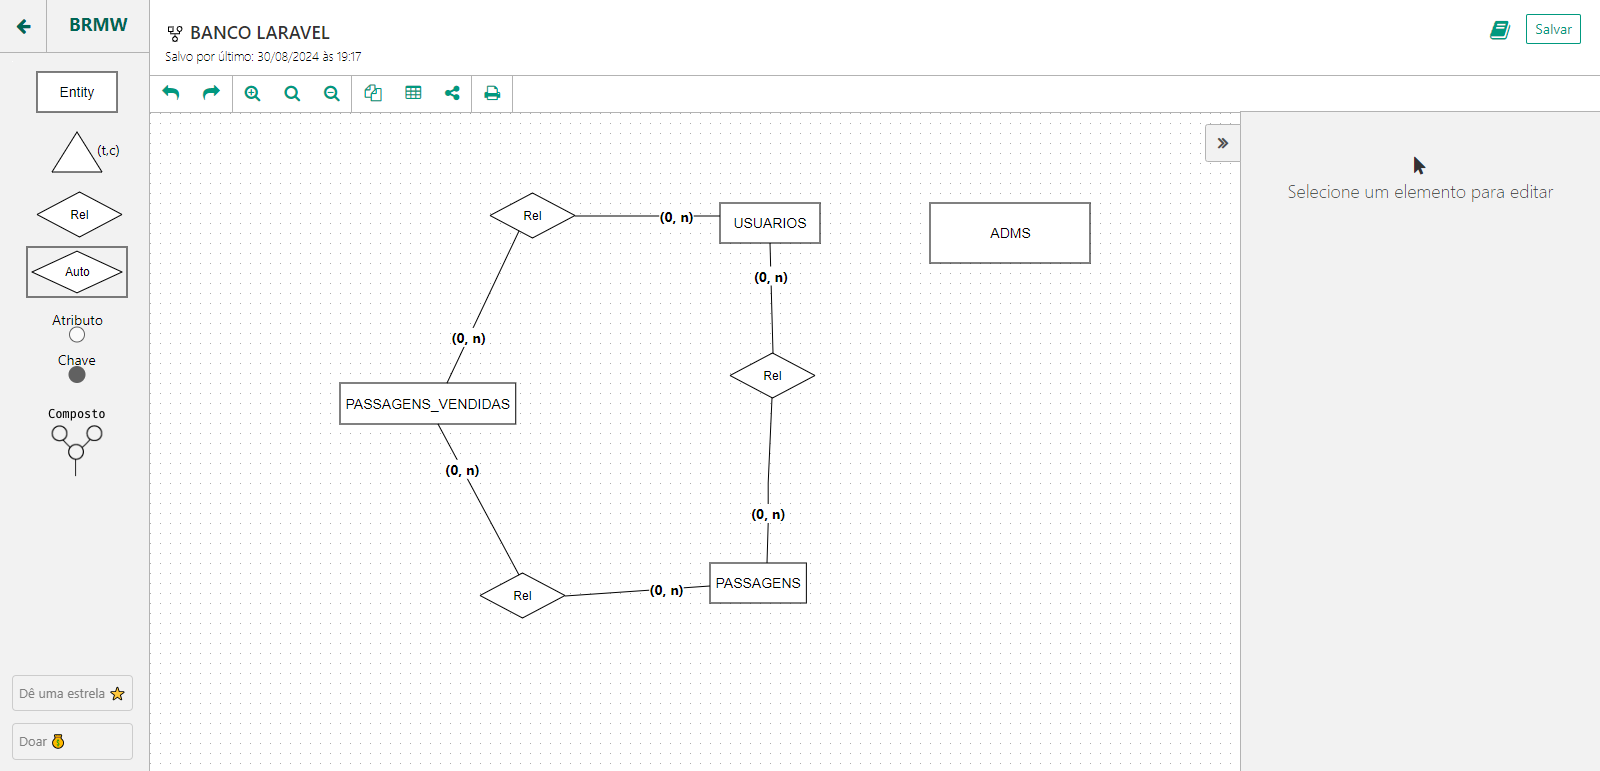 BRMW
BANCO LARAVEL
Salvo por último: 30/08/2024 às 19:17
Salvar
Entity
(t,c)
Rel
Auto
Atributo
Chave
Composto
Dê uma estrela
Doar
Rel
(0, n)
USUARIOS
ADMS
(0, n)
(0, n)
Rel
PASSAGENS_VENDIDAS
(0, n)
(0, n)
Rel
(0, n)
PASSAGENS
Selecione um elemento para editar